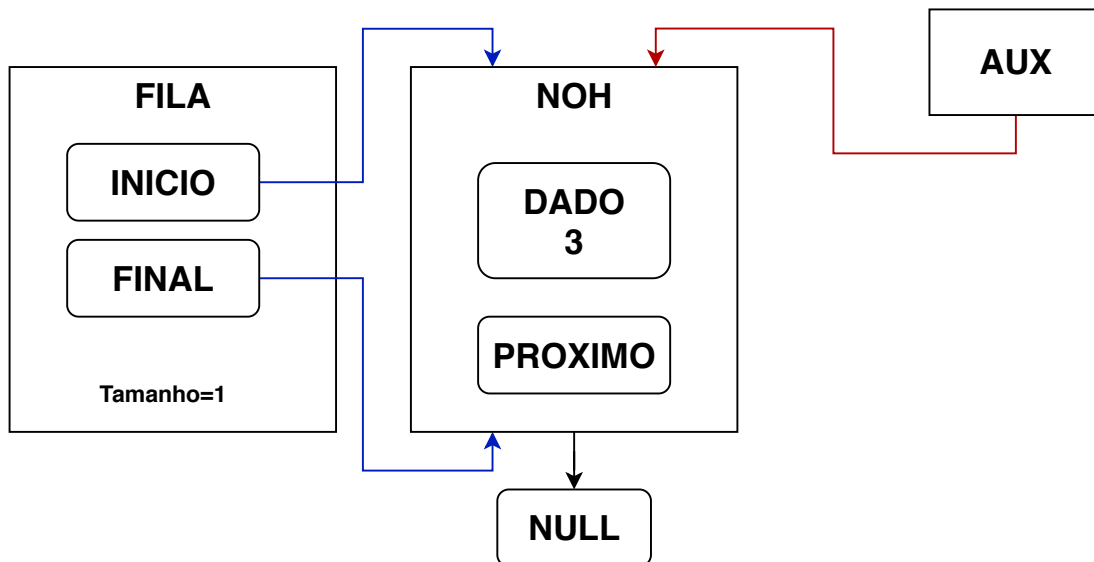 FILA
INICIO
FINAL
Tamanho=1
NOH
DADO
3
PROXIMO
NULL
AUX